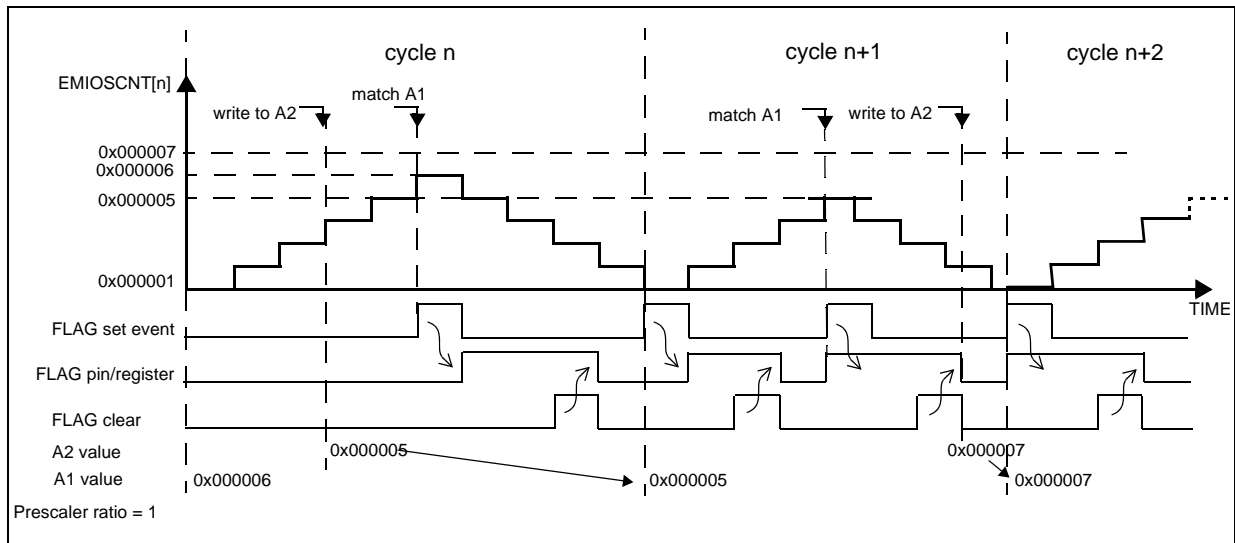 cycle n
cycle n+1
cycle n+2
EMIOSCNT[n]
match A1
write to A2
match A1
write to A2
0x000007
0x000006
0x000005
0x000001
TIME
FLAG set event
FLAG pin/register
FLAG clear
A2 value
0x000005
0x000007
A1 value
0x000006
0x000005
0x000007
Prescaler ratio = 1